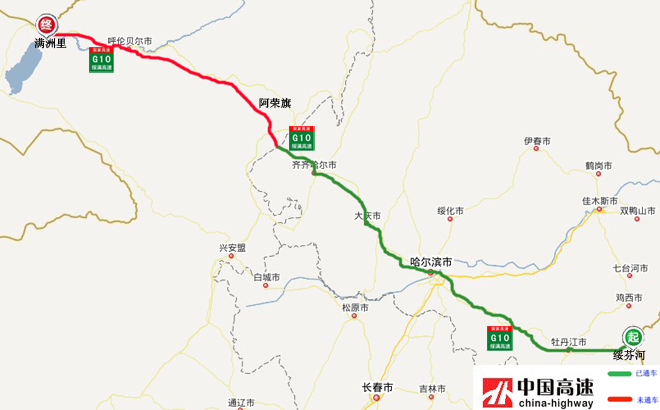 终
满洲里
呼伦贝尔市
国家高速
G10
绥满高速
阿荣旗
国家高速
G10
绥满高速
齐齐哈尔市
伊春市
鹤岗市
佳木斯市
双鸭山市
大庆市
绥化市
兴安盟
白城市
哈尔滨市
七台河市
鸡西市
松原市
国家高速
G10
绥满高速
起
牡丹江市
绥芬河
长春市
吉林市
通辽市
中国高速
china-highway
已通车
未通车